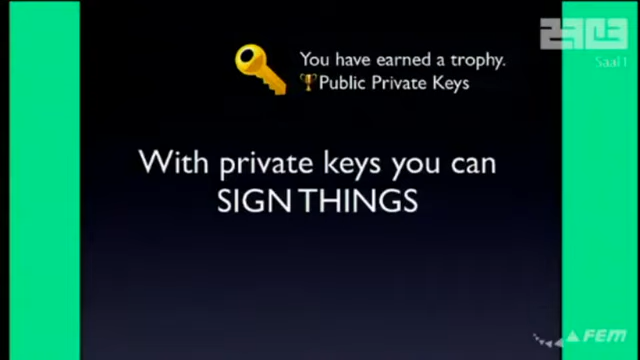 You have earned a trophy.
🏆Public Private Keys
Saal 1
With private keys you can
SIGN THINGS
FEM